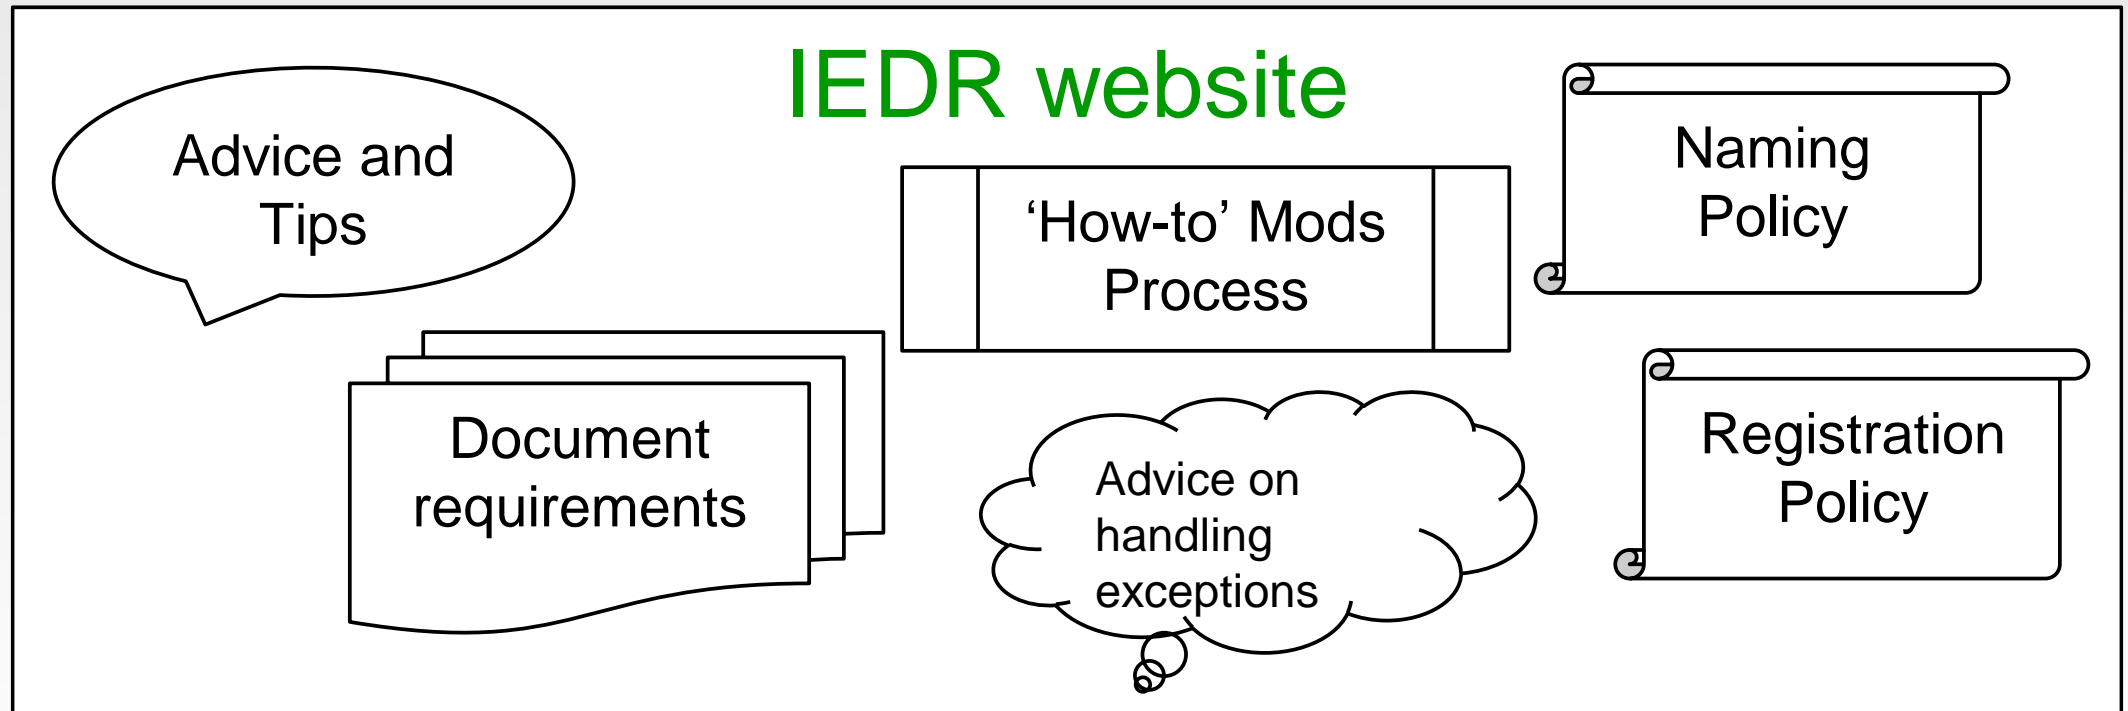 IEDR website
Advice and
Tips
‘How-to’ Mods
Process
Naming
Policy
Document
requirements
Advice on
handling
exceptions
Registration
Policy